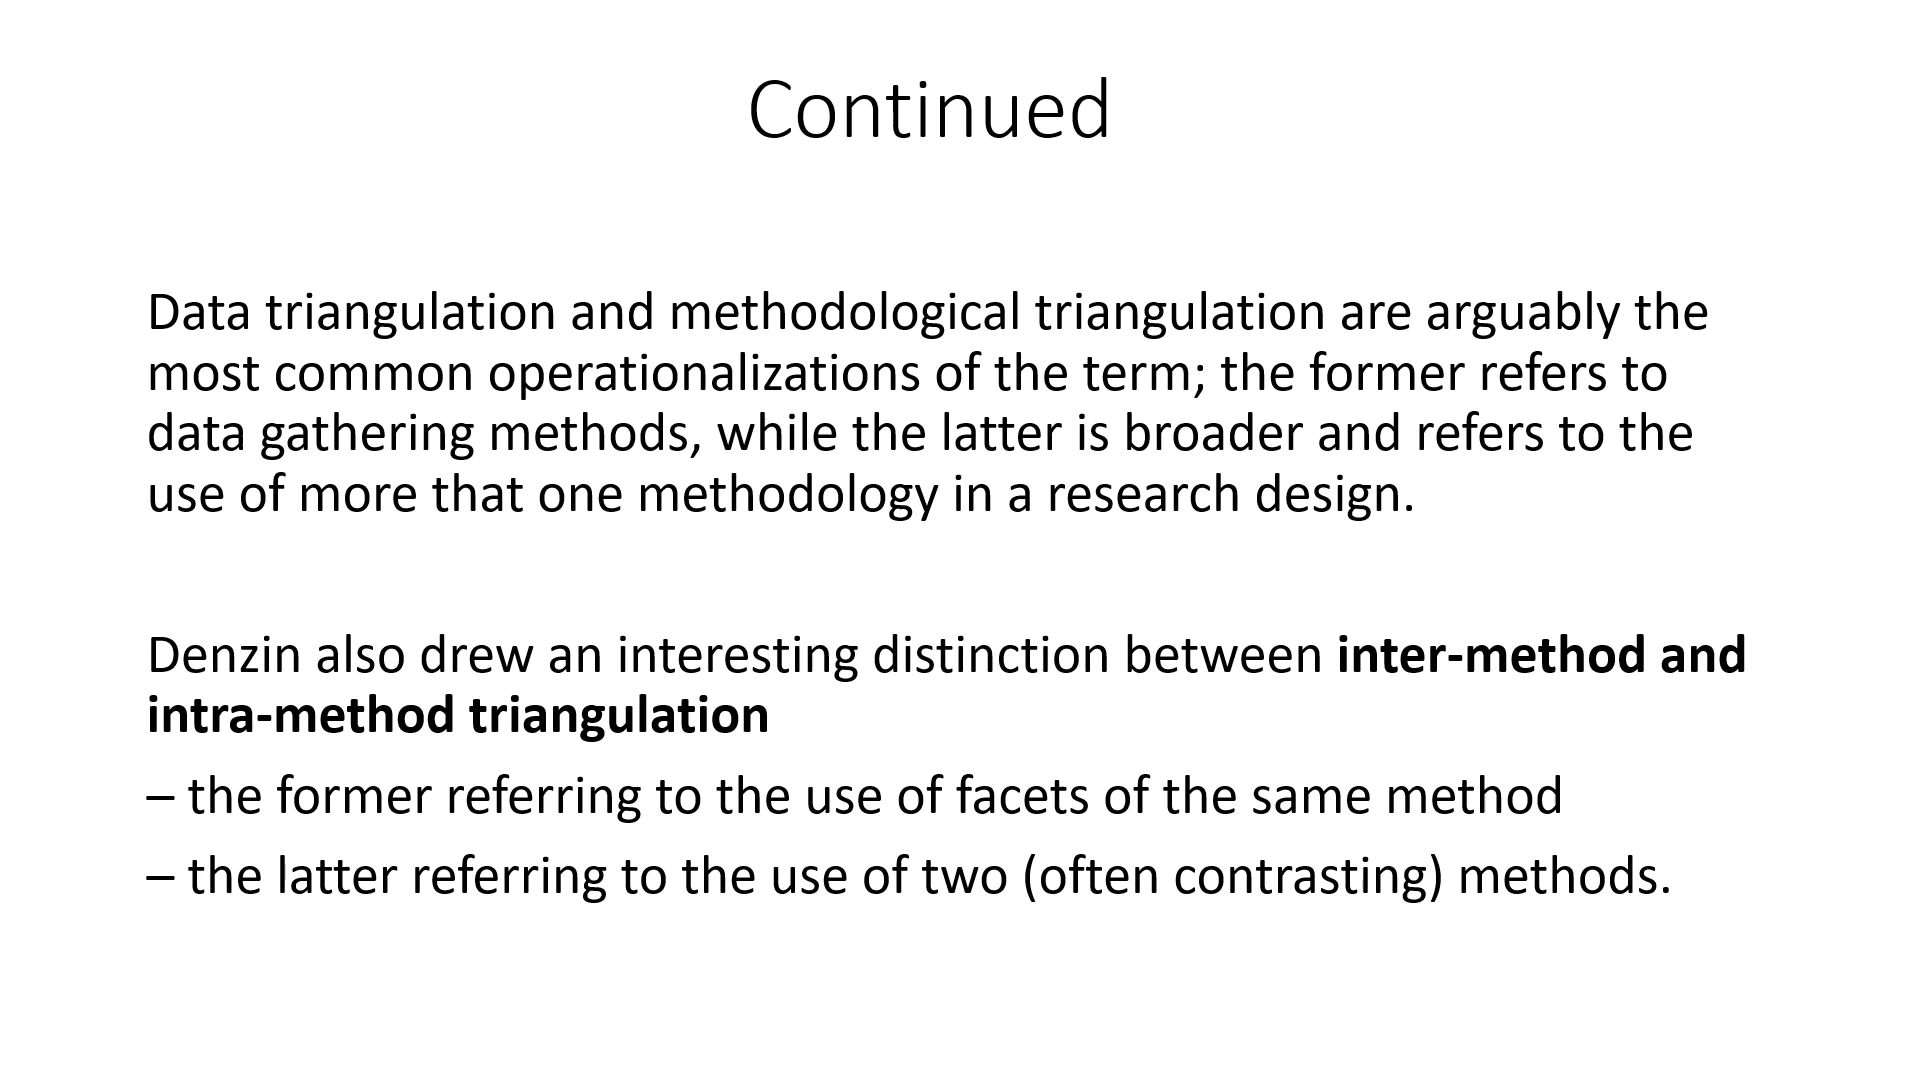 Continued
Data triangulation and methodological triangulation are arguably the
most common operationalizations of the term; the former refers to
data gathering methods, while the latter is broader and refers to the
use of more that one methodology in a research design.
Denzin also drew an interesting distinction between inter-method and
intra-method triangulation
– the former referring to the use of facets of the same method
– the latter referring to the use of two (often contrasting) methods.